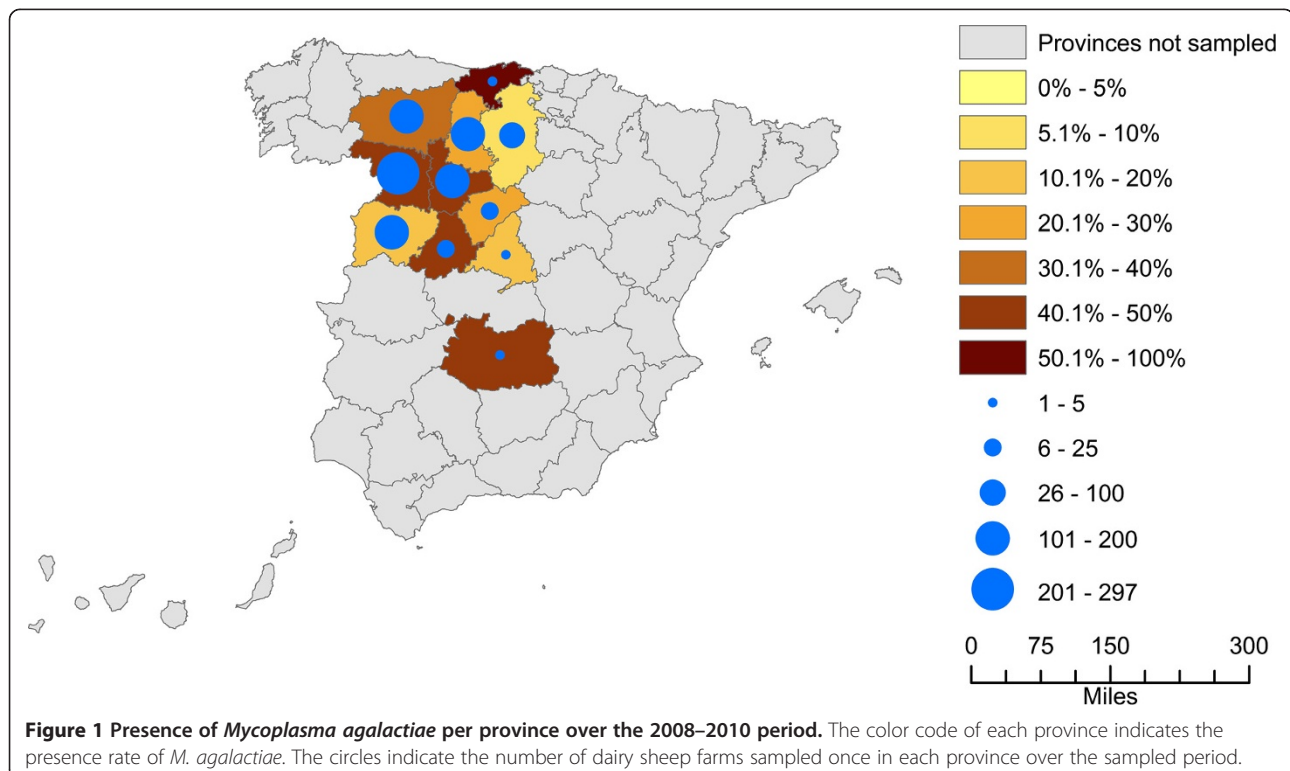 Provinces not sampled
0% - 5%
5.1% - 10%
10.1% - 20%
20.1% - 30%
30.1% - 40%
40.1% - 50%
50.1% - 100%
1 - 5
6 - 25
26 - 100
101 - 200
201 - 297
0 75 150 300
Miles
Figure 1 Presence of Mycoplasma agalactiae per province over the 2008–2010 period. The color code of each province indicates the
presence rate of M. agalactiae. The circles indicate the number of dairy sheep farms sampled once in each province over the sampled period.